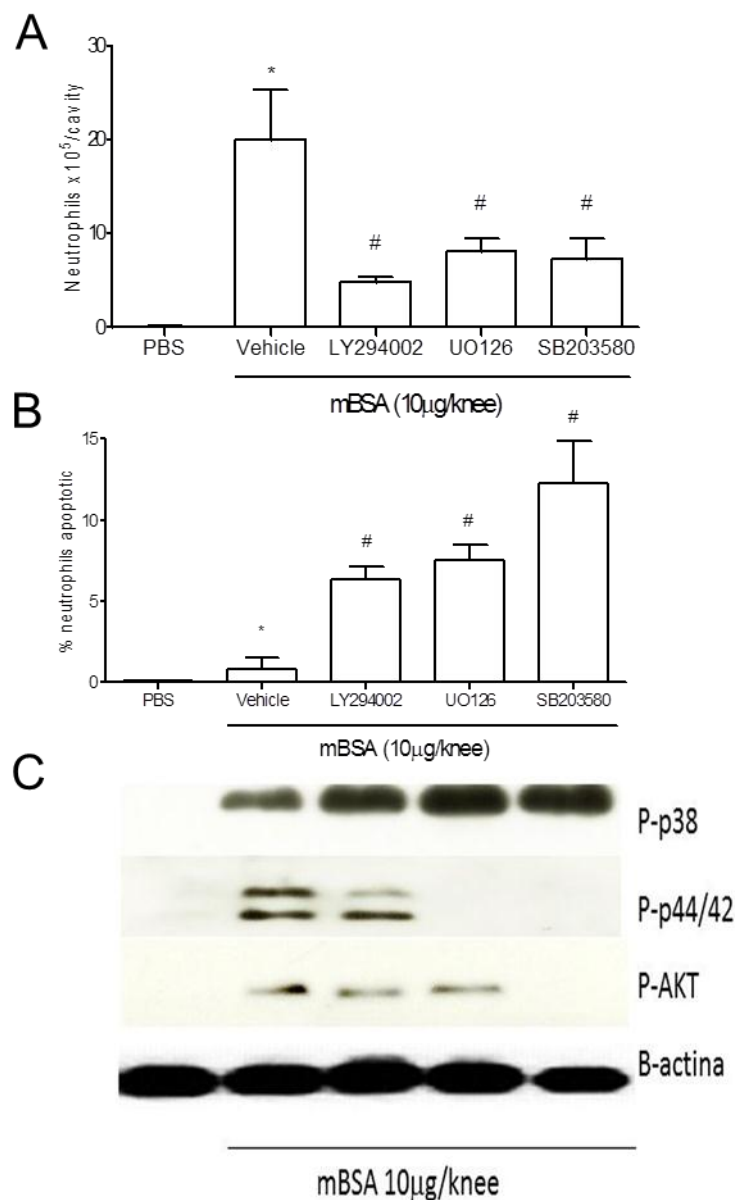 A
30
20
10
0
Neutrophils x 10⁵/cavity
*
#
#
#
PBS Vehicle LY294002 UO126 SB203580
mBSA (10µg/knee)
B
15
10
5
0
% neutrophils apoptotic
*
#
#
#
PBS Vehicle LY294002 UO126 SB203580
mBSA (10µg/knee)
C
P-p38
P-p44/42
P-AKT
B-actina
mBSA 10µg/knee